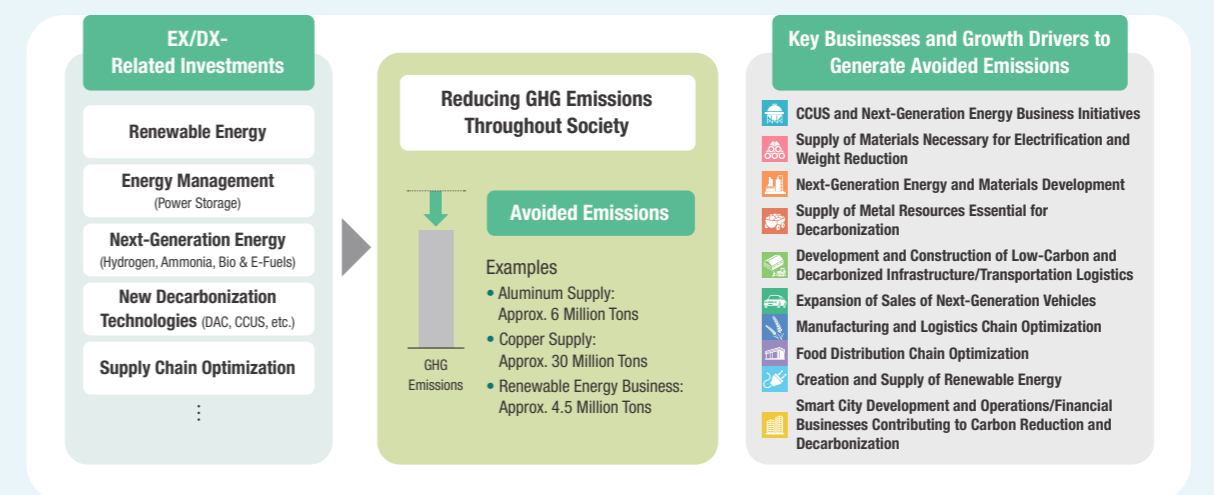 EX/DX-
Related Investments
Renewable Energy
Energy Management
(Power Storage)
Next-Generation Energy
(Hydrogen, Ammonia, Bio & E-Fuels)
New Decarbonization
Technologies (DAC, CCUS, etc.)
Supply Chain Optimization
⋮
Reducing GHG Emissions
Throughout Society
Avoided Emissions
GHG
Emissions
Examples
• Aluminum Supply:
Approx. 6 Million Tons
• Copper Supply:
Approx. 30 Million Tons
• Renewable Energy Business:
Approx. 4.5 Million Tons
Key Businesses and Growth Drivers to
Generate Avoided Emissions
CCUS and Next-Generation Energy Business Initiatives
Supply of Materials Necessary for Electrification and
Weight Reduction
Next-Generation Energy and Materials Development
Supply of Metal Resources Essential for
Decarbonization
Development and Construction of Low-Carbon and
Decarbonized Infrastructure/Transportation Logistics
Expansion of Sales of Next-Generation Vehicles
Manufacturing and Logistics Chain Optimization
Food Distribution Chain Optimization
Creation and Supply of Renewable Energy
Smart City Development and Operations/Financial
Businesses Contributing to Carbon Reduction and
Decarbonization